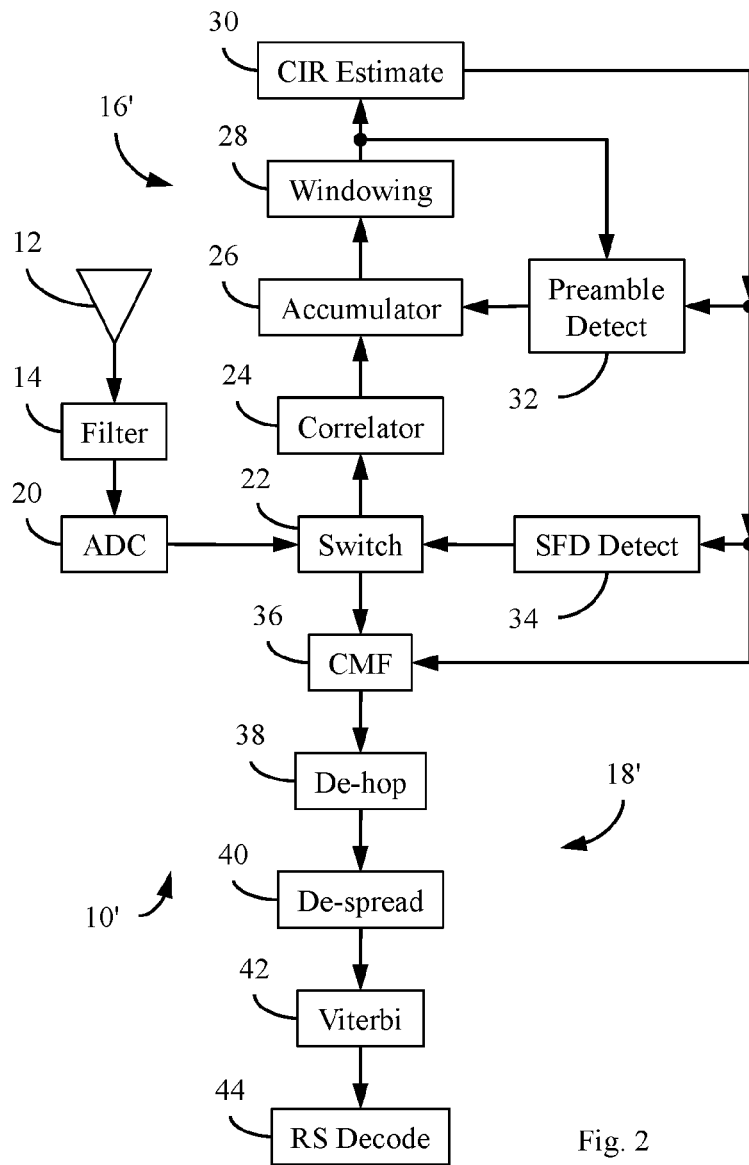 30
CIR Estimate
16'
28
Windowing
12
26
Accumulator
Preamble
Detect
32
14
Filter
24
Correlator
20
ADC
22
Switch
SFD Detect
34
36
CMF
38
De-hop
18'
40
De-spread
10'
42
Viterbi
44
RS Decode
Fig. 2